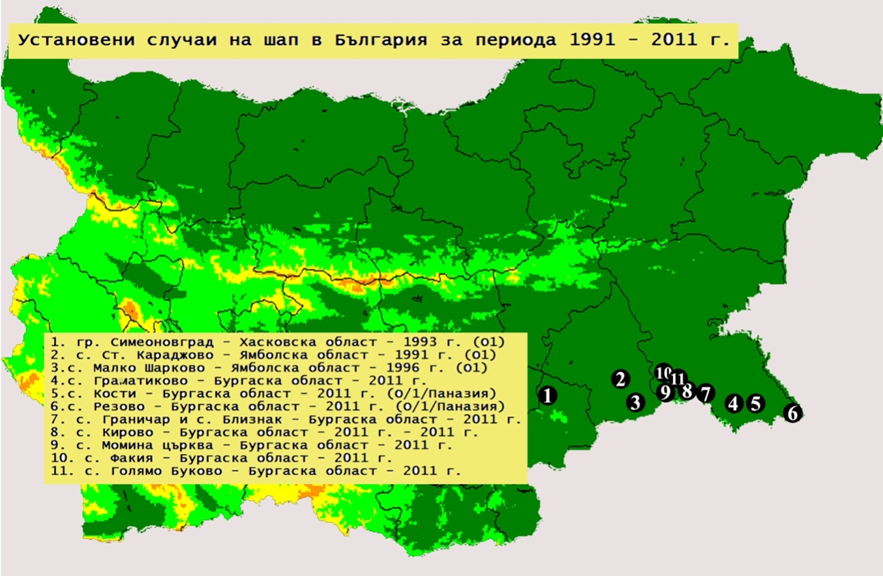 Установени случаи на шап в България за периода 1991 - 2011 г.
1. гр. Симеоновград - Хасковска област - 1993 г. (о1)
2. с. Ст. Караджово - Ямболска област - 1991 г. (о1)
3.с. Малко Шарково - Ямболска област - 1996 г. (о1)
4.с. Граматиково - Бургаска област - 2011 г.
5.с. Кости - Бургаска област - 2011 г. (о/1/Паназия)
6.с. Резово - Бургаска област - 2011 г. (о/1/Паназия)
7. с. Граничар и с. Близнак - Бургаска област - 2011 г.
8. с. Кирово - Бургаска област - 2011 г. - 2011 г.
9. с. Момина църква - Бургаска област - 2011 г.
10. с. Факия - Бургаска област - 2011 г.
11. с. Голямо Буково - Бургаска област - 2011 г.
1
2
3
10
11
9
8
7
4
5
6